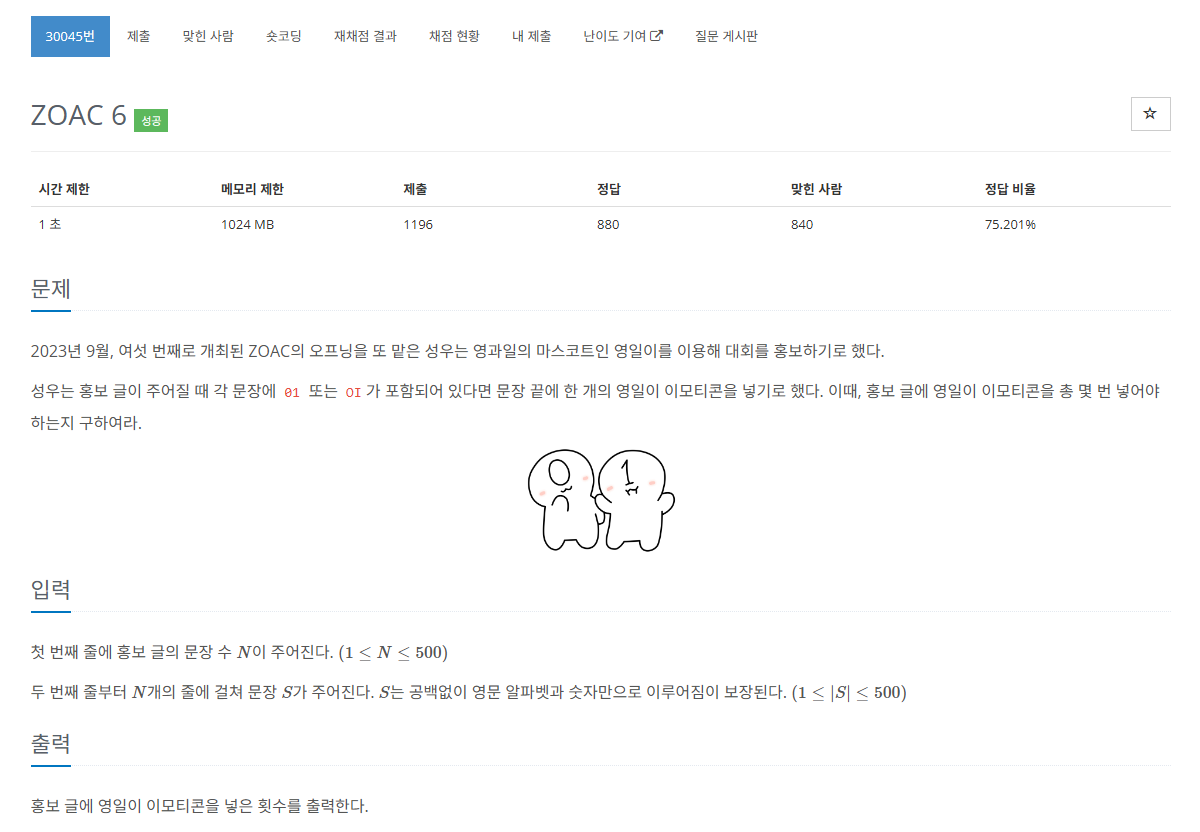 30045번 제출 맞힌 사람 숏코딩 재채점 결과 채점 현황 내 제출 난이도 기여 질문 게시판
ZOAC 6 성공
시간 제한 메모리 제한 제출 정답 맞힌 사람 정답 비율
1 초 1024 MB 1196 880 840 75.201%
문제
2023년 9월, 여섯 번째로 개최된 ZOAC의 오프닝을 또 맡은 성우는 영과일의 마스코트인 영일이를 이용해 대회를 홍보하기로 했다.
성우는 홍보 글이 주어질 때 각 문장에 01 또는 OI 가 포함되어 있다면 문장 끝에 한 개의 영일이 이모티콘을 넣기로 했다. 이때, 홍보 글에 영일이 이모티콘을 총 몇 번 넣어야
하는지 구하여라.
0 1
입력
첫 번째 줄에 홍보 글의 문장 수 N이 주어진다. (1 ≤ N ≤ 500)
두 번째 줄부터 N개의 줄에 걸쳐 문장 S가 주어진다. S는 공백없이 영문 알파벳과 숫자만으로 이루어짐이 보장된다. (1 ≤ |S| ≤ 500)
출력
홍보 글에 영일이 이모티콘을 넣은 횟수를 출력한다.